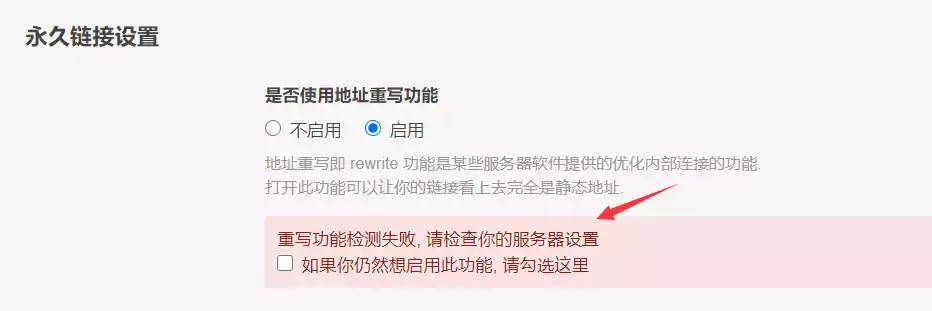 永久链接设置
是否使用地址重写功能
不启用 启用
地址重写即 rewrite 功能是某些服务器软件提供的优化内部连接的功能.
打开此功能可以让你的链接看上去完全是静态地址.
重写功能检测失败, 请检查你的服务器设置
如果你仍然想启用此功能, 请勾选这里